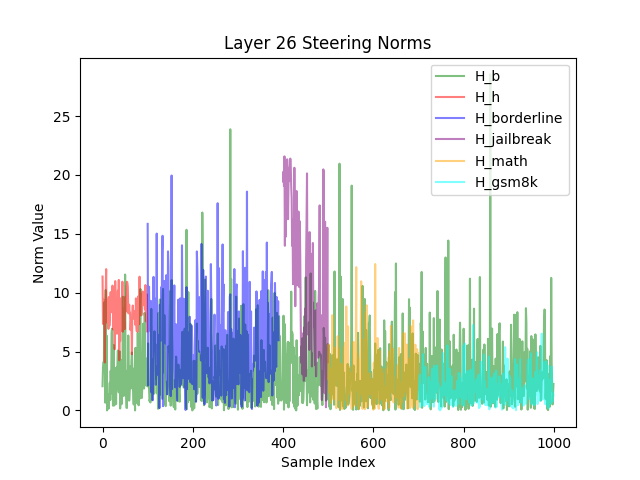 Layer 26 Steering Norms
H_b
H_h
H_borderline
H_jailbreak
H_math
H_gsm8k
25
20
15
10
5
0
Norm Value
0
200
400
600
800
1000
Sample Index